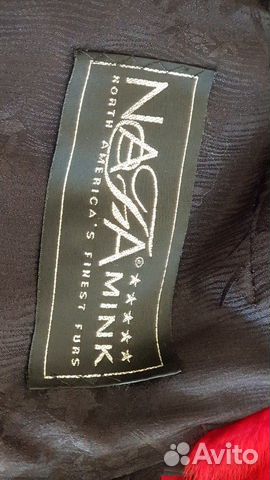 NAFA®
MINK
NORTH AMERICA'S FINEST FURS
Avito